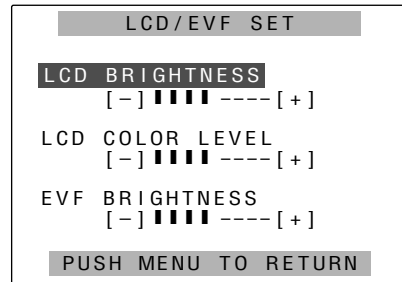 LCD/EVF SET
LCD BRIGHTNESS
[−]▮▮▮▮----[+]
LCD COLOR LEVEL
[−]▮▮▮▮----[+]
EVF BRIGHTNESS
[−]▮▮▮▮----[+]
PUSH MENU TO RETURN